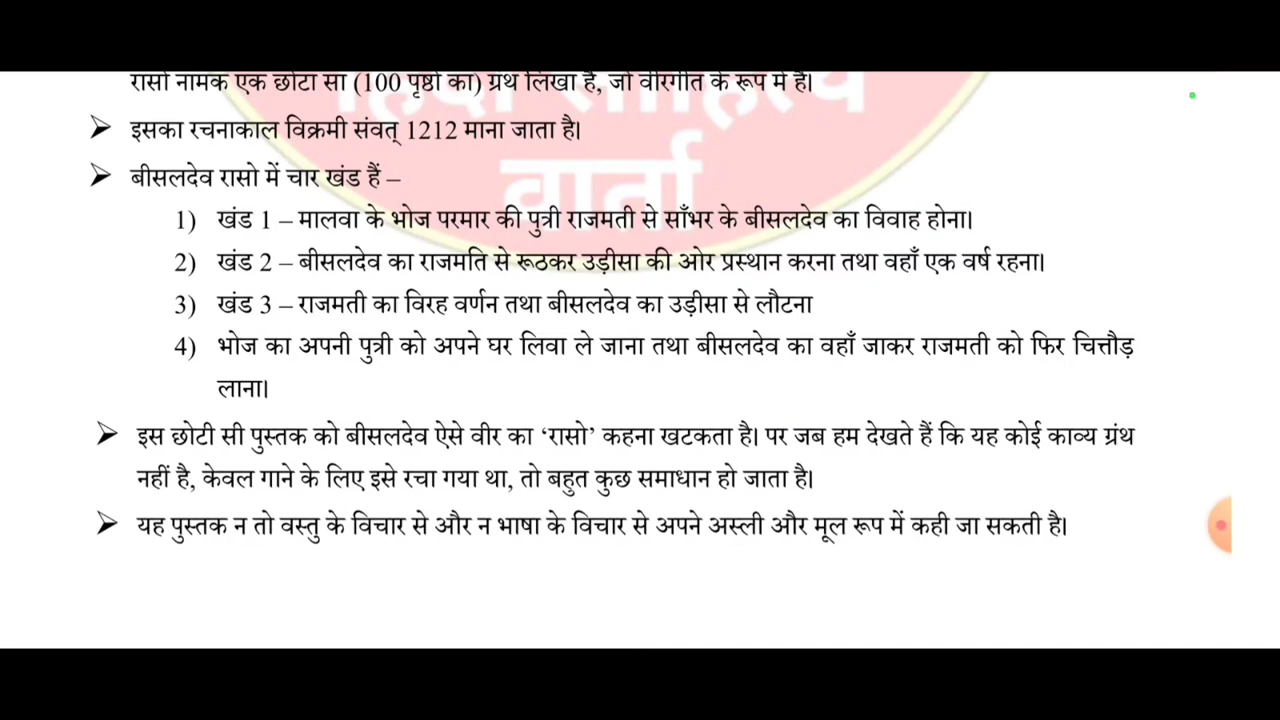 रासो नामक एक छोटा सा (100 पृष्ठों का) ग्रंथ लिखा है, जो वीरगीत के रूप में है।
हिंदी साहित्य
वार्ता
➢ इसका रचनाकाल विक्रमी संवत् 1212 माना जाता है।
➢ बीसलदेव रासो में चार खंड हैं –
1) खंड 1 – मालवा के भोज परमार की पुत्री राजमती से साँभर के बीसलदेव का विवाह होना।
2) खंड 2 – बीसलदेव का राजमति से रूठकर उड़ीसा की ओर प्रस्थान करना तथा वहाँ एक वर्ष रहना।
3) खंड 3 – राजमती का विरह वर्णन तथा बीसलदेव का उड़ीसा से लौटना
4) भोज का अपनी पुत्री को अपने घर लिवा ले जाना तथा बीसलदेव का वहाँ जाकर राजमती को फिर चित्तौड़
लाना।
➢ इस छोटी सी पुस्तक को बीसलदेव ऐसे वीर का ‘रासो’ कहना खटकता है। पर जब हम देखते हैं कि यह कोई काव्य ग्रंथ
नहीं है, केवल गाने के लिए इसे रचा गया था, तो बहुत कुछ समाधान हो जाता है।
➢ यह पुस्तक न तो वस्तु के विचार से और न भाषा के विचार से अपने अस्ली और मूल रूप में कही जा सकती है।